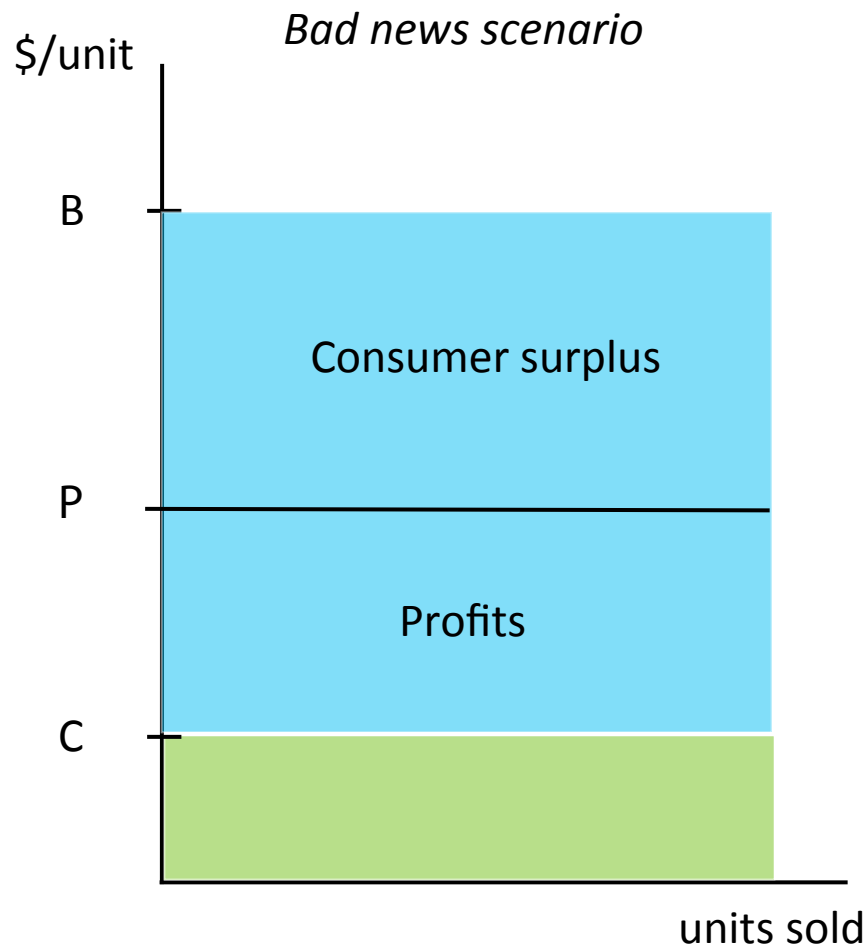 Bad news scenario
$/unit
B
Consumer surplus
P
Profits
C
units sold